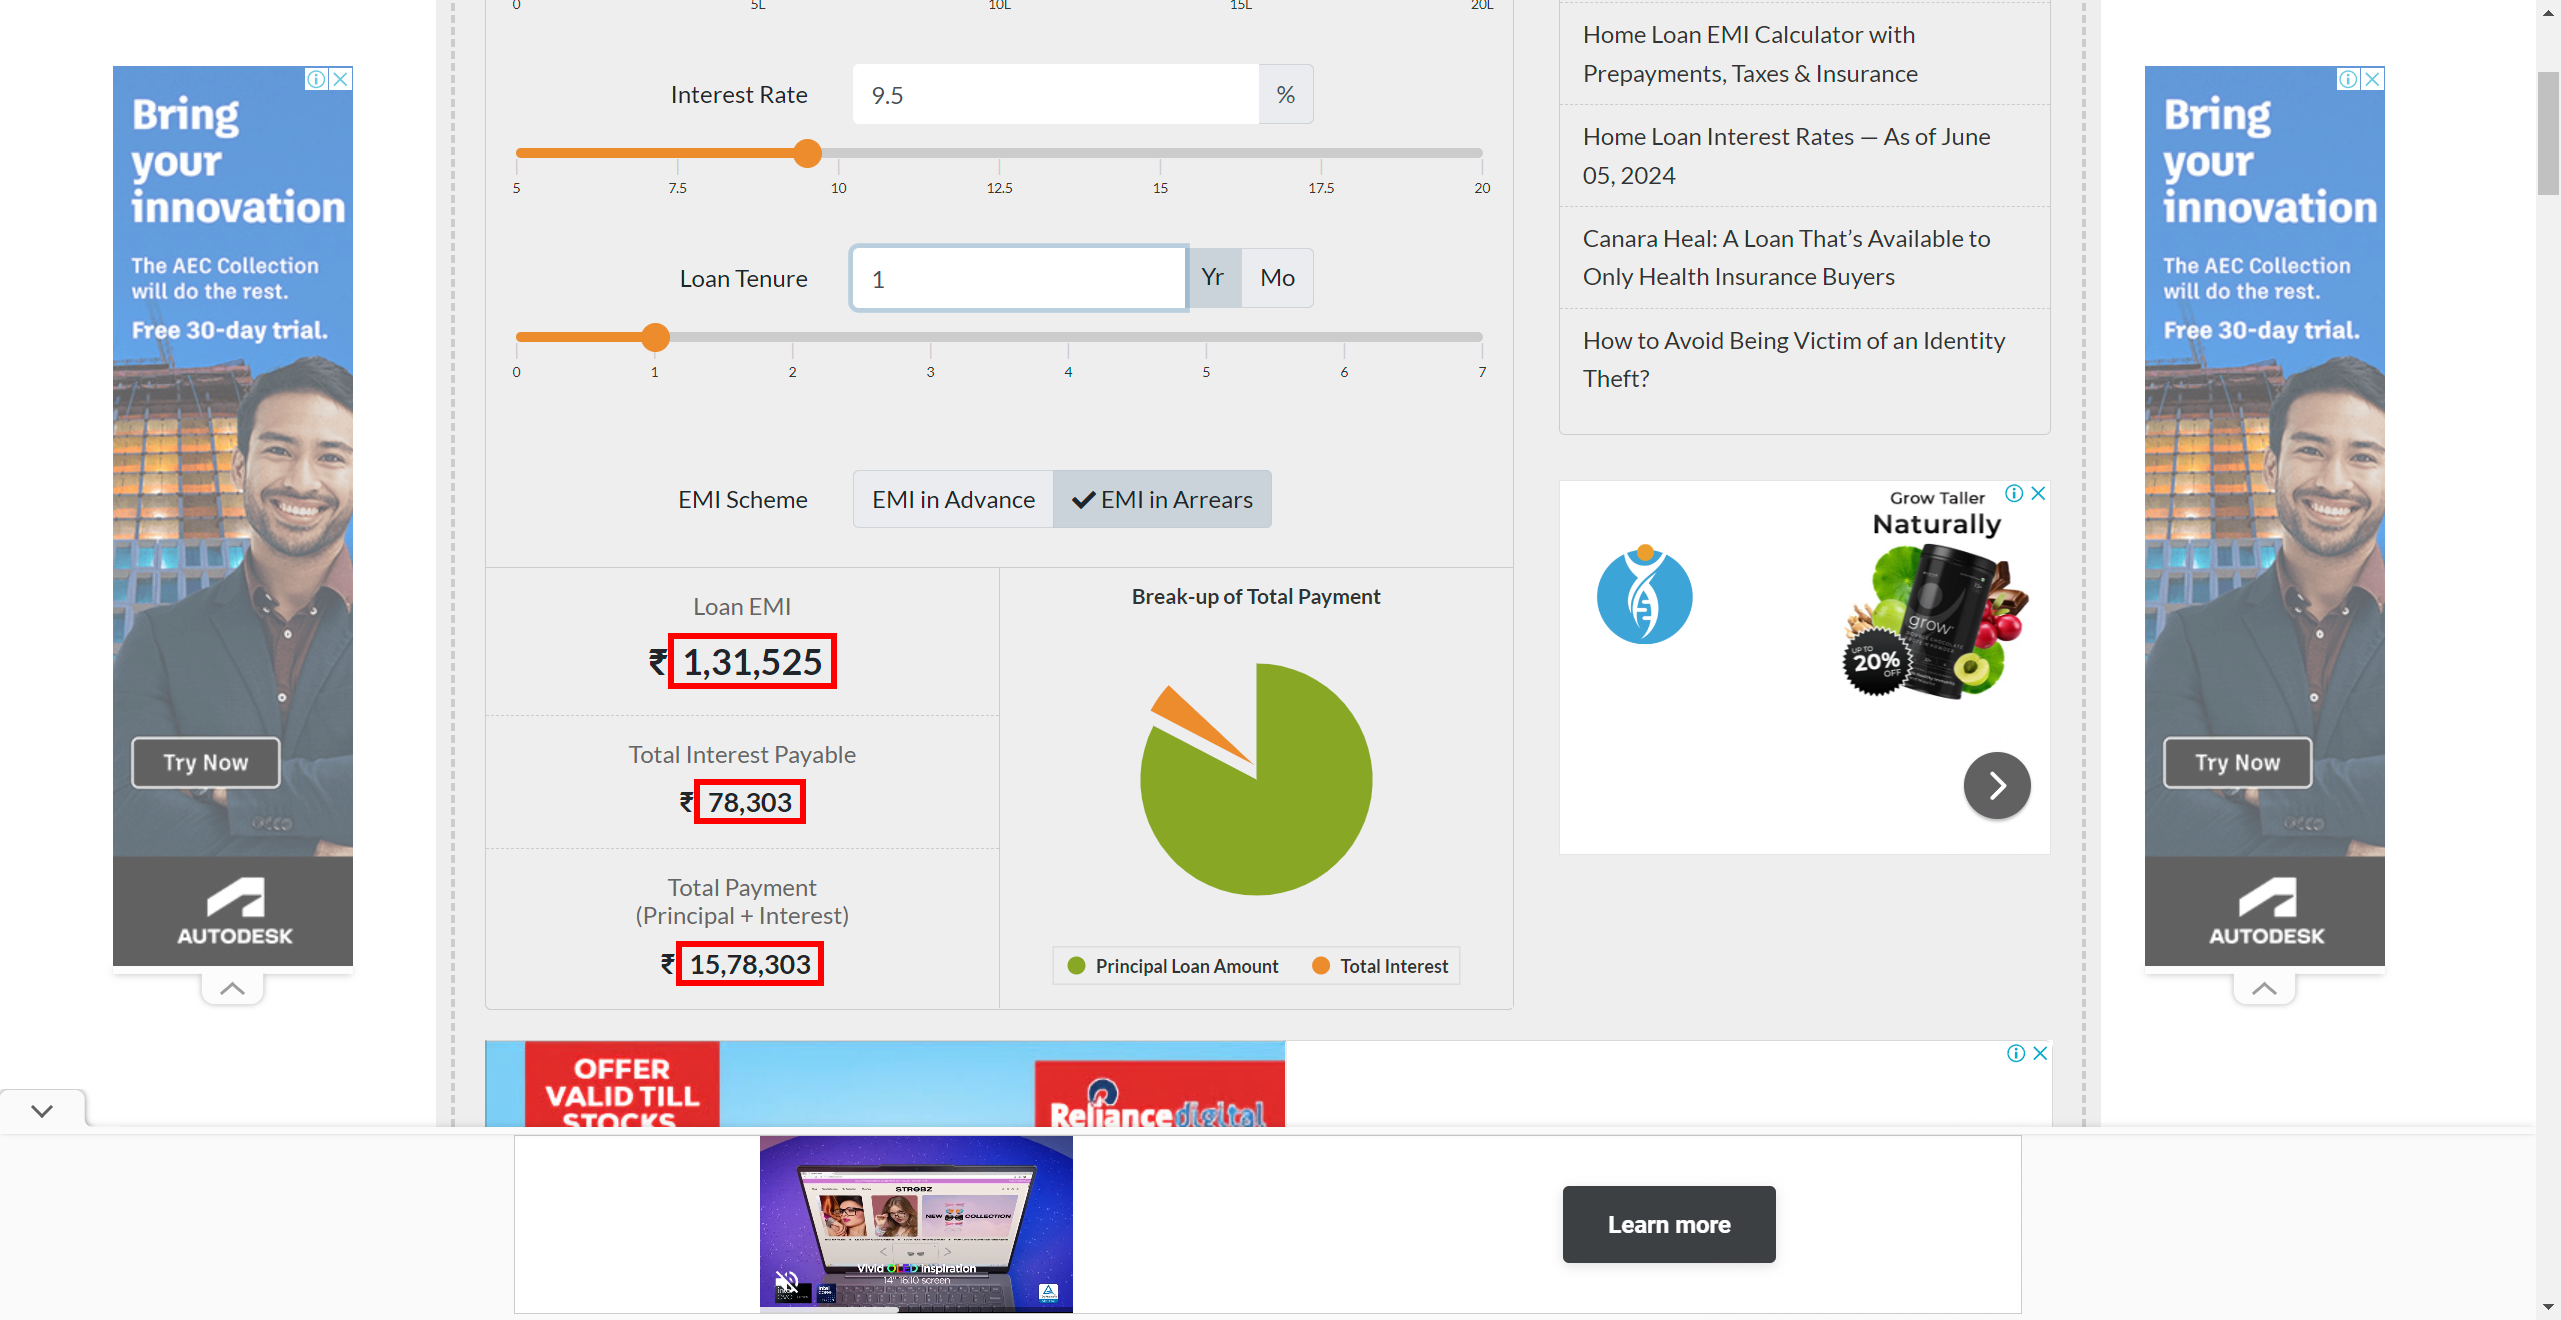 0 5L 10L 15L 20L
Interest Rate 9.5 %
5 7.5 10 12.5 15 17.5 20
Loan Tenure 1 Yr Mo
0 1 2 3 4 5 6 7
EMI Scheme EMI in Advance EMI in Arrears
Loan EMI
₹ 1,31,525
Total Interest Payable
₹ 78,303
Total Payment
(Principal + Interest)
₹ 15,78,303
Break-up of Total Payment
Principal Loan Amount Total Interest
Home Loan EMI Calculator with
Prepayments, Taxes & Insurance
Home Loan Interest Rates — As of June
05, 2024
Canara Heal: A Loan That’s Available to
Only Health Insurance Buyers
How to Avoid Being Victim of an Identity
Theft?
Grow Taller
Naturally
grow
UP TO
20%
OFF
Bring
your
innovation
The AEC Collection
will do the rest.
Free 30-day trial.
Try Now
AUTODESK
Bring
your
innovation
The AEC Collection
will do the rest.
Free 30-day trial.
Try Now
AUTODESK
OFFER
VALID TILL
STOCKS
Reliance digital
STROBZ
NEW COLLECTION
Vivid OLED inspiration
14" 16:10 screen
Learn more